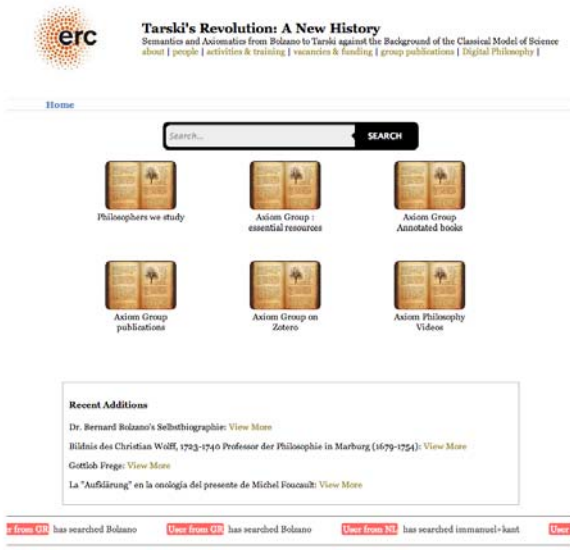 erc
Tarski's Revolution: A New History
Semantics and Axiomatics from Bolzano to Tarski against the Background of the Classical Model of Science
about | people | activities & training | vacancies & funding | group publications | Digital Philosophy |
Home
Search...
SEARCH
Philosophers we study
Axiom Group :
essential resources
Axiom Group
Annotated books
Axiom Group
publications
Axiom Group on
Zotero
Axiom Philosophy
Videos
Recent Additions
Dr. Bernard Bolzano's Selbstbiographie: View More
Bildnis des Christian Wolff, 1723-1740 Professor der Philosophie in Marburg (1679-1754): View More
Gottlob Frege: View More
La "Aufklärung" en la onología del presente de Michel Foucault: View More
er from GR has searched Bolzano User from GR has searched Bolzano User from NL has searched immanuel+kant User